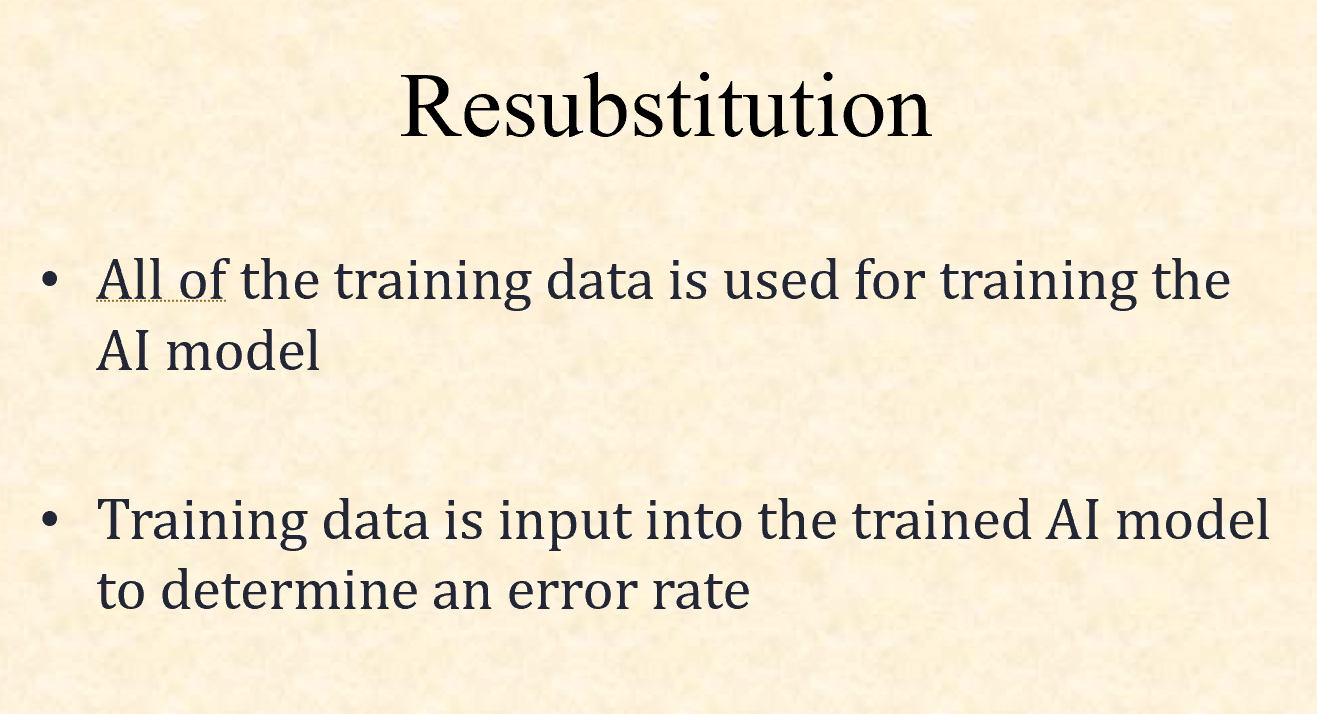 Resubstitution
• All of the training data is used for training the
AI model
• Training data is input into the trained AI model
to determine an error rate